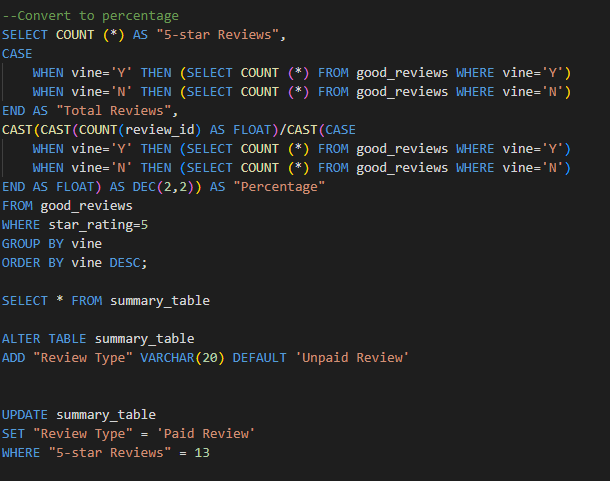 --Convert to percentage
SELECT COUNT (*) AS "5-star Reviews",
CASE
    WHEN vine='Y' THEN (SELECT COUNT (*) FROM good_reviews WHERE vine='Y')
    WHEN vine='N' THEN (SELECT COUNT (*) FROM good_reviews WHERE vine='N')
END AS "Total Reviews",
CAST(CAST(COUNT(review_id) AS FLOAT)/CAST(CASE
    WHEN vine='Y' THEN (SELECT COUNT (*) FROM good_reviews WHERE vine='Y')
    WHEN vine='N' THEN (SELECT COUNT (*) FROM good_reviews WHERE vine='N')
END AS FLOAT) AS DEC(2,2)) AS "Percentage"
FROM good_reviews
WHERE star_rating=5
GROUP BY vine
ORDER BY vine DESC;

SELECT * FROM summary_table

ALTER TABLE summary_table
ADD "Review Type" VARCHAR(20) DEFAULT 'Unpaid Review'


UPDATE summary_table
SET "Review Type" = 'Paid Review'
WHERE "5-star Reviews" = 13